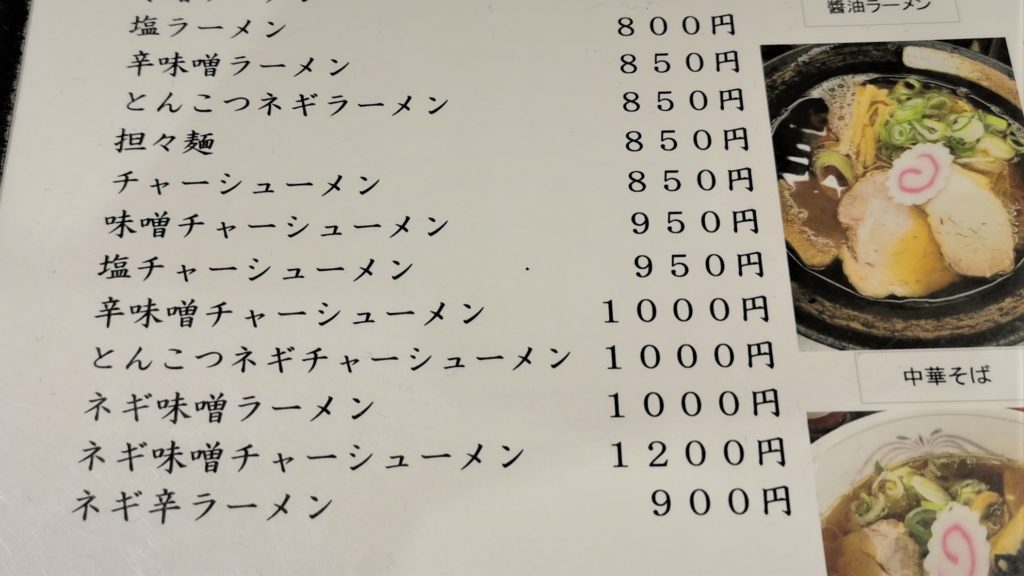 塩ラーメン ８００円
辛味噌ラーメン ８５０円
とんこつネギラーメン ８５０円
担々麺 ８５０円
チャーシューメン ８５０円
味噌チャーシューメン ９５０円
塩チャーシューメン ９５０円
辛味噌チャーシューメン １０００円
とんこつネギチャーシューメン １０００円
ネギ味噌ラーメン １０００円
ネギ味噌チャーシューメン １２００円
ネギ辛ラーメン ９００円
醤油ラーメン
中華そば